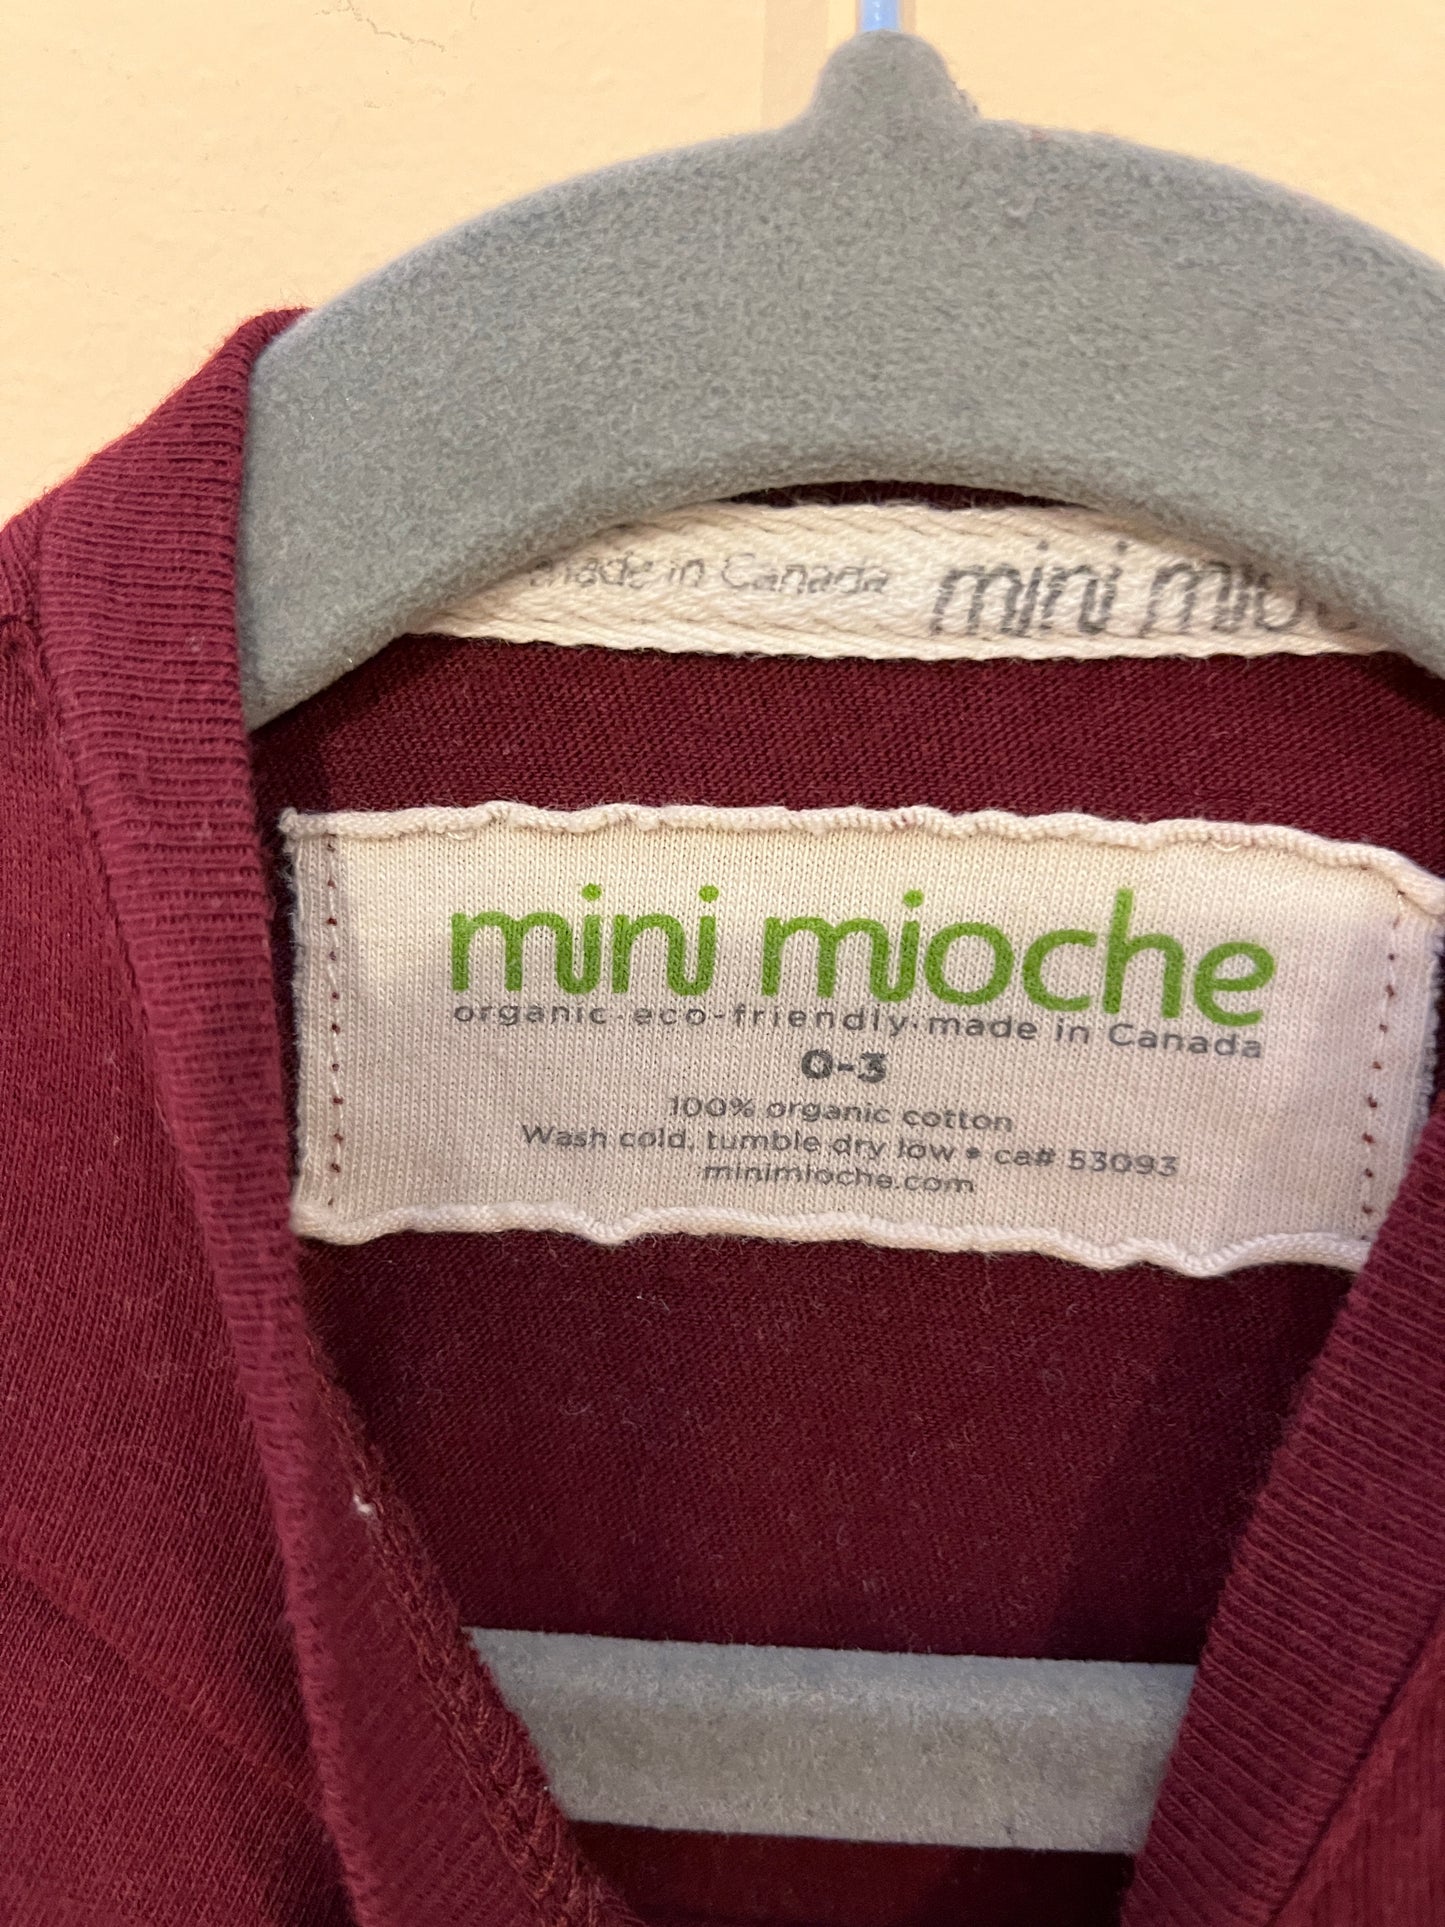 made in Canada mini mio
mini mioche
organic·eco-friendly·made in Canada
0-3
100% organic cotton
Wash cold, tumble dry low • ca# 53093
minimioche.com